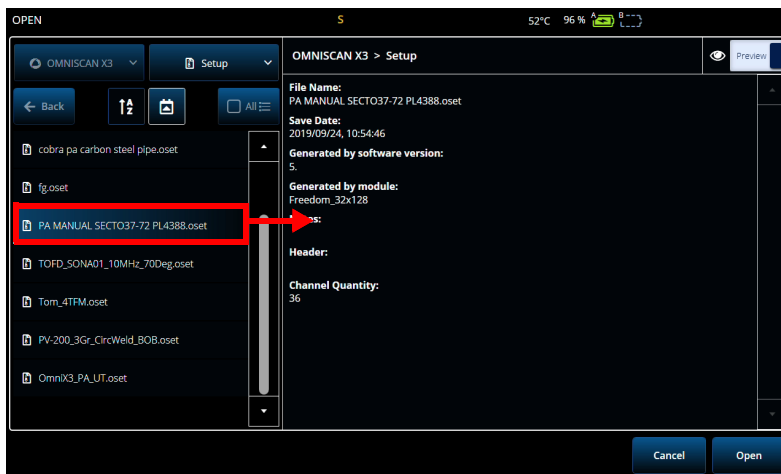 OPEN
S
52°C 96 % A B
OMNISCAN X3
Setup
OMNISCAN X3 > Setup
Preview
Back
All
File Name:
PA MANUAL SECTO37-72 PL4388.oset
Save Date:
2019/09/24, 10:54:46
Generated by software version:
5.
Generated by module:
Freedom_32x128
Header:
Channel Quantity:
36
cobra pa carbon steel pipe.oset
fg.oset
PA MANUAL SECTO37-72 PL4388.oset
TOFD_SONA01_10MHz_70Deg.oset
Tom_4TFM.oset
PV-200_3Gr_CircWeld_BOB.oset
OmniX3_PA_UT.oset
Cancel
Open